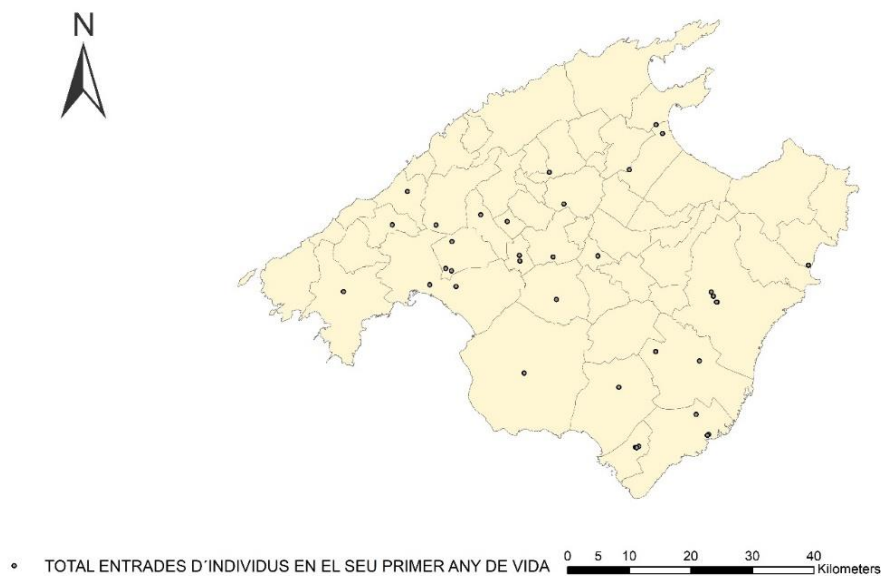 N
TOTAL ENTRADES D´INDIVIDUS EN EL SEU PRIMER ANY DE VIDA
0 5 10 20 30 40
Kilometers